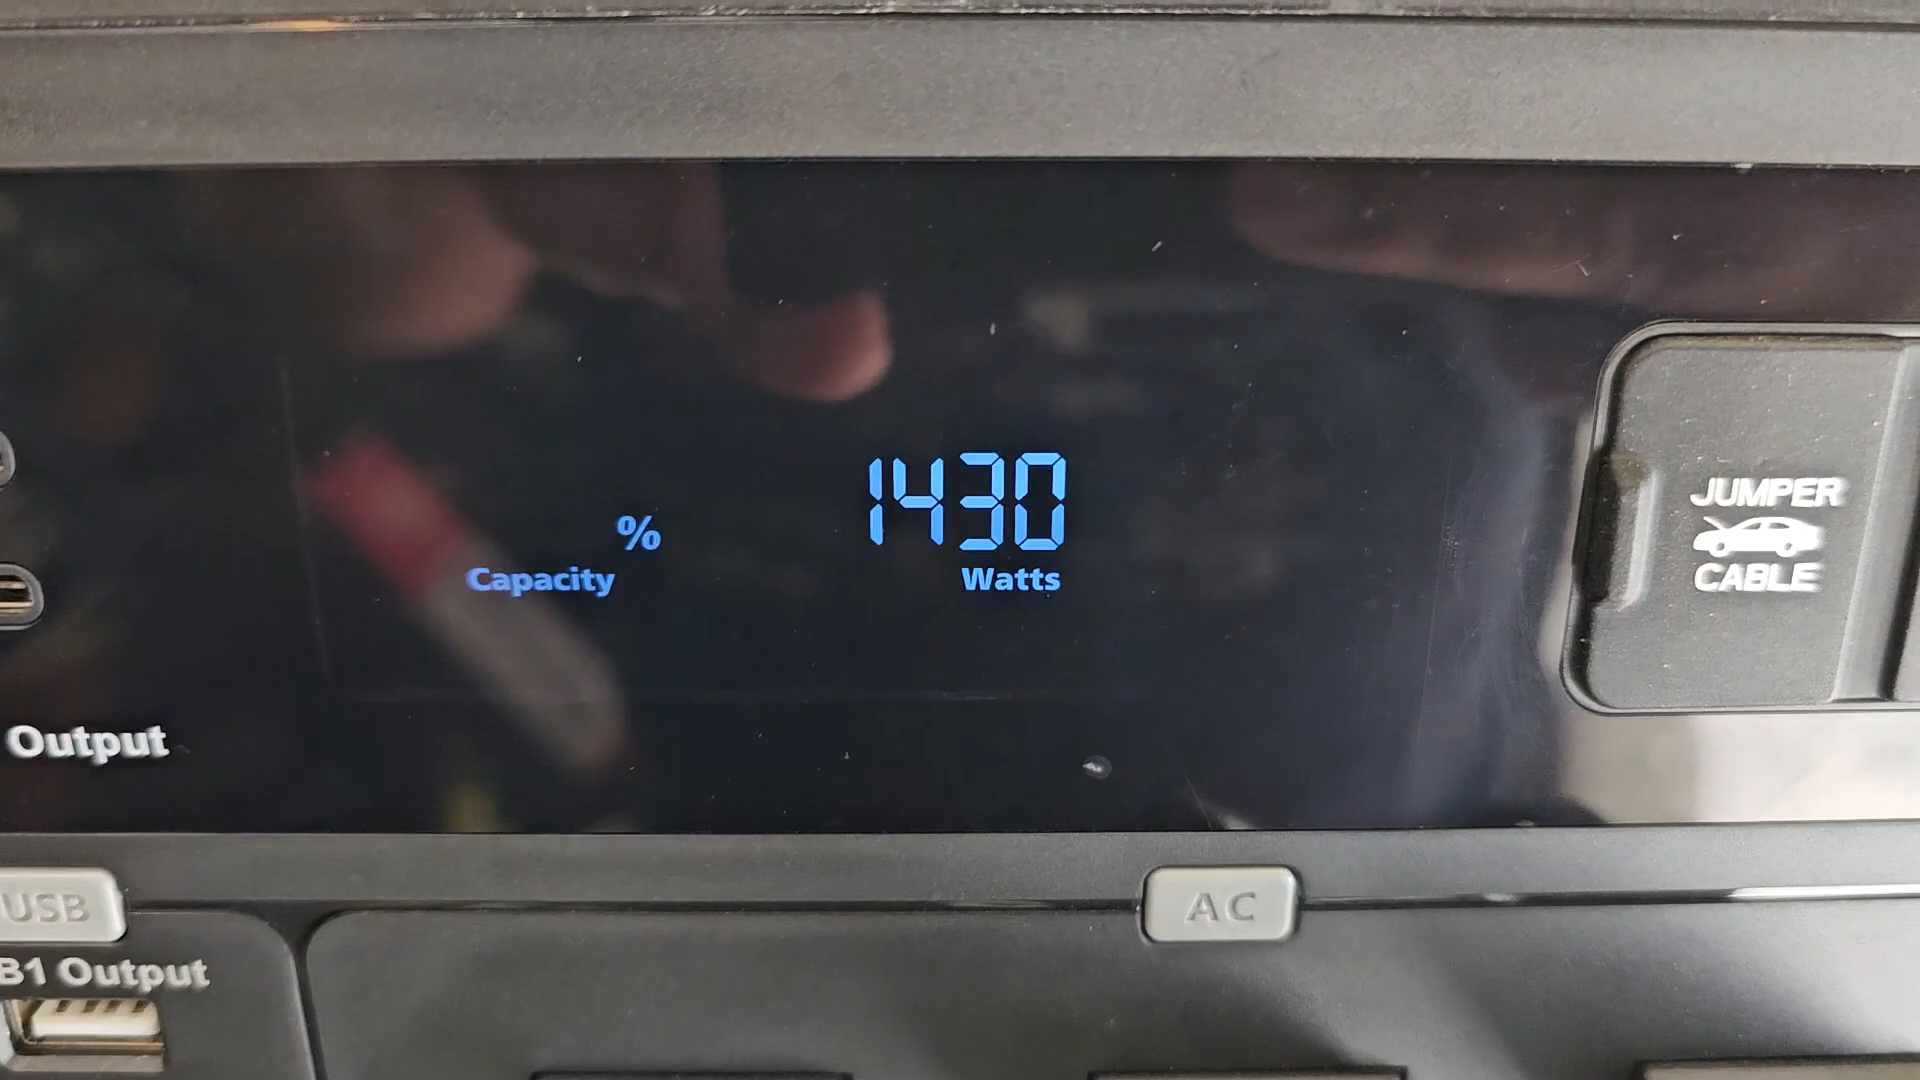 1430
%
Capacity
Watts
JUMPER
CABLE
Output
USB
AC
B1 Output